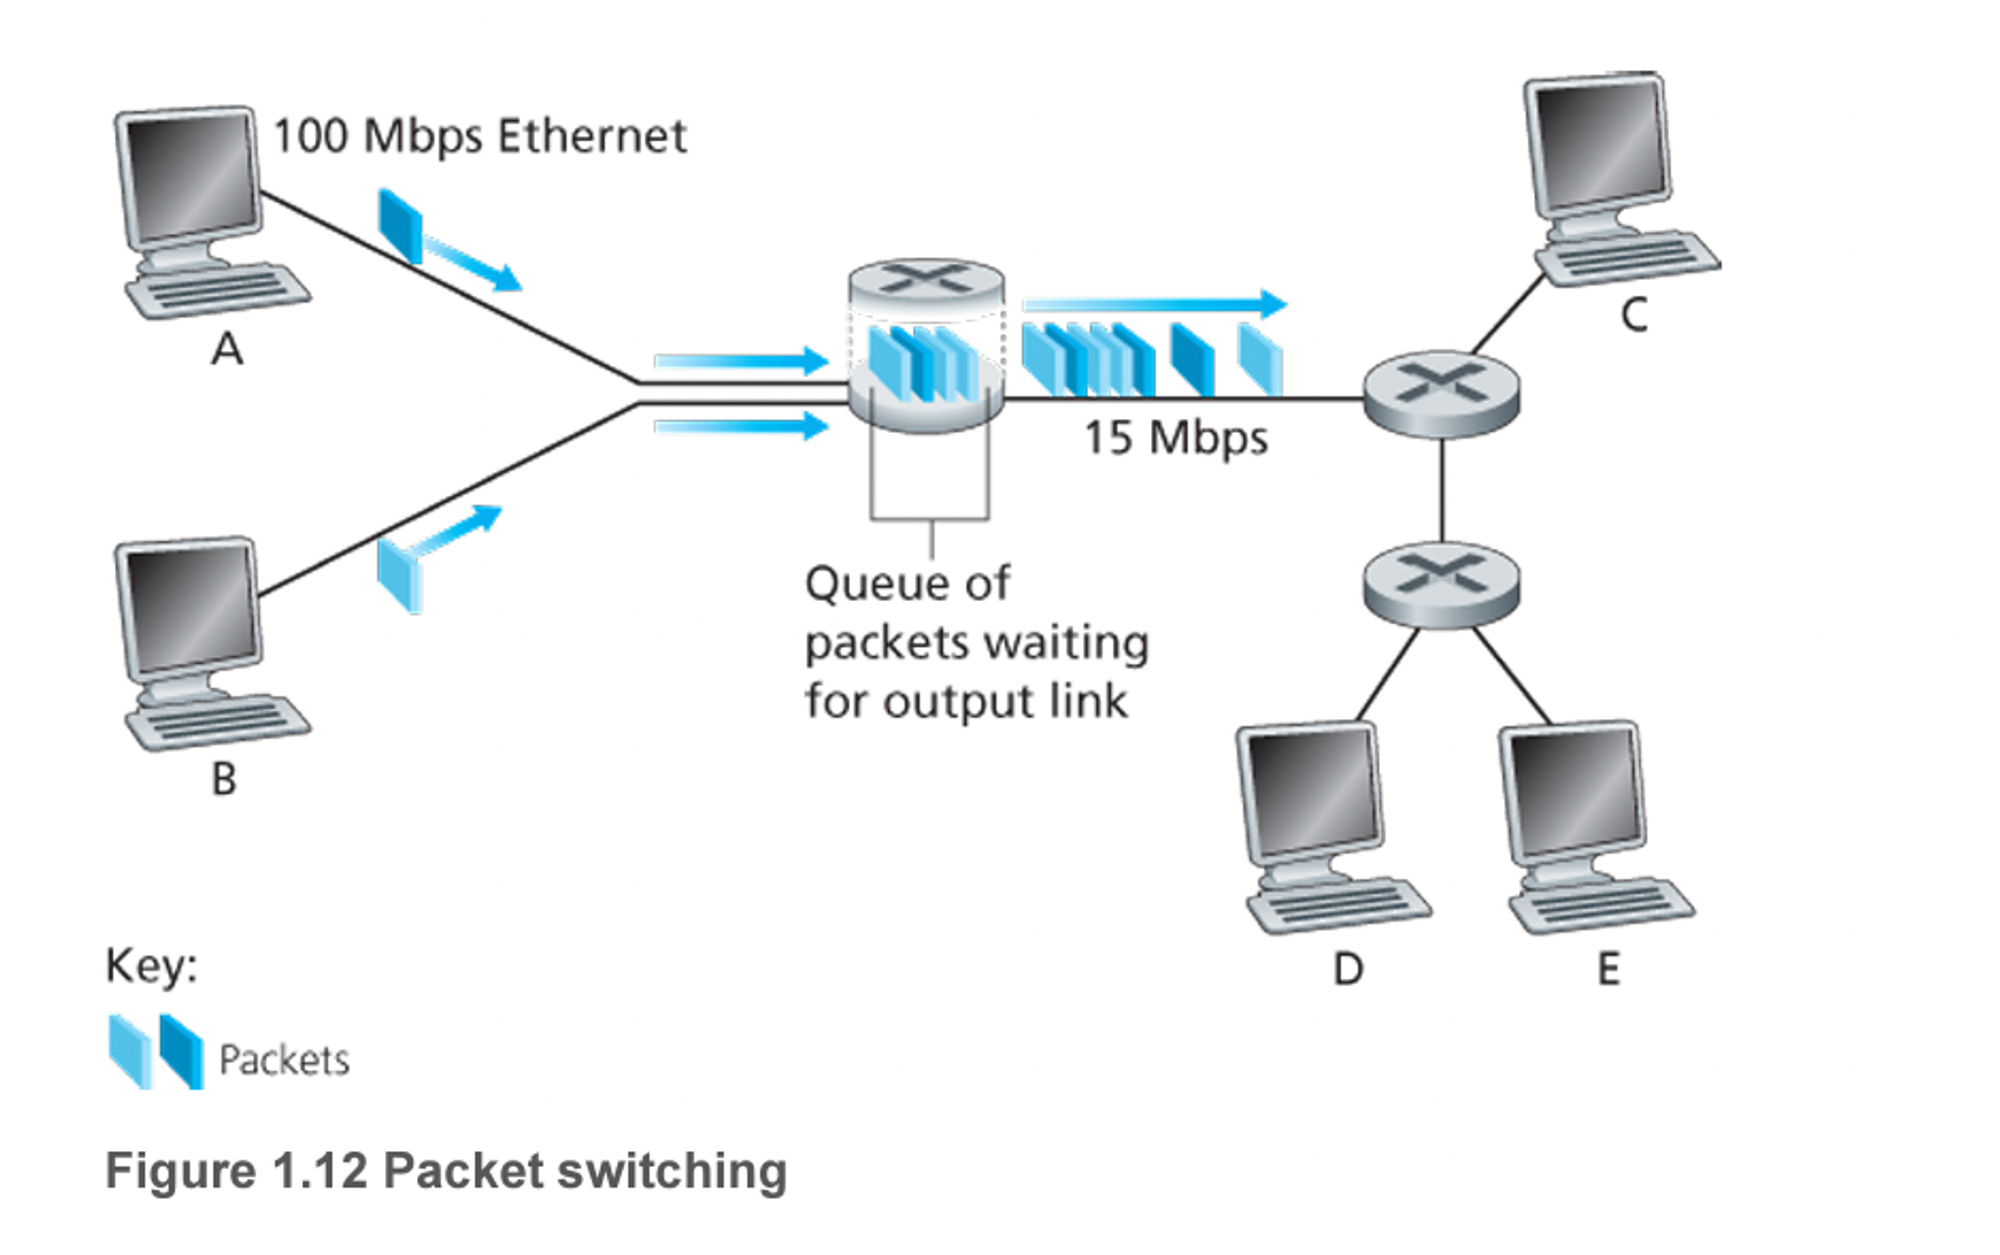 100 Mbps Ethernet
A
C
15 Mbps
B
Queue of
packets waiting
for output link
D
E
Key:
Packets
Figure 1.12 Packet switching